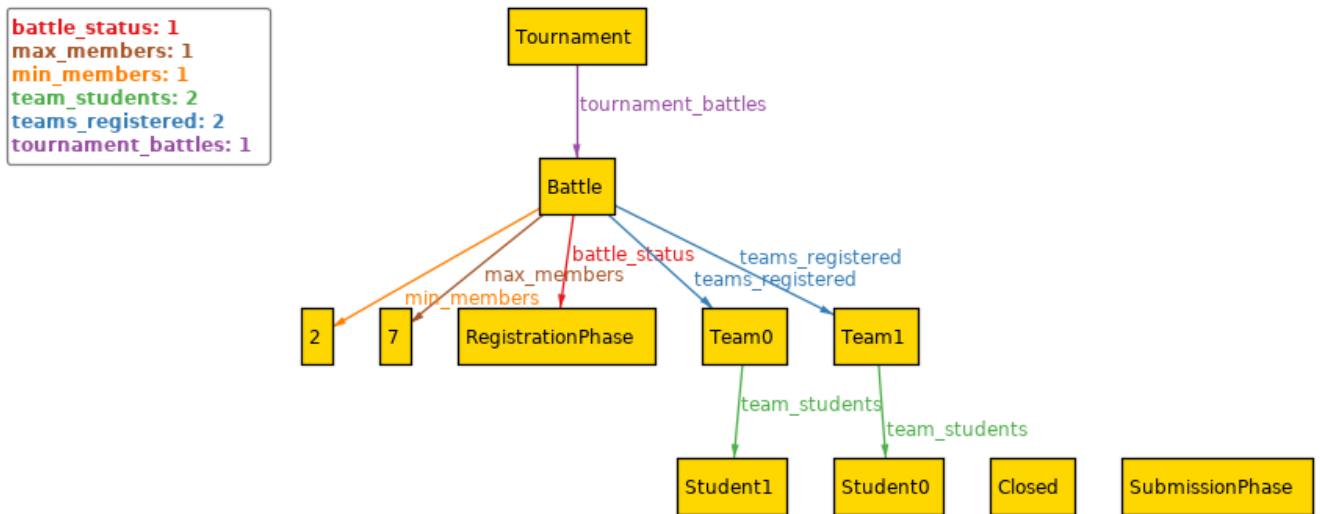 battle_status: 1
max_members: 1
min_members: 1
team_students: 2
teams_registered: 2
tournament_battles: 1
Tournament
tournament_battles
Battle
battle_status
teams_registered
max_members
teams_registered
min_members
2
7
RegistrationPhase
Team0
Team1
team_students
team_students
Student1
Student0
Closed
SubmissionPhase